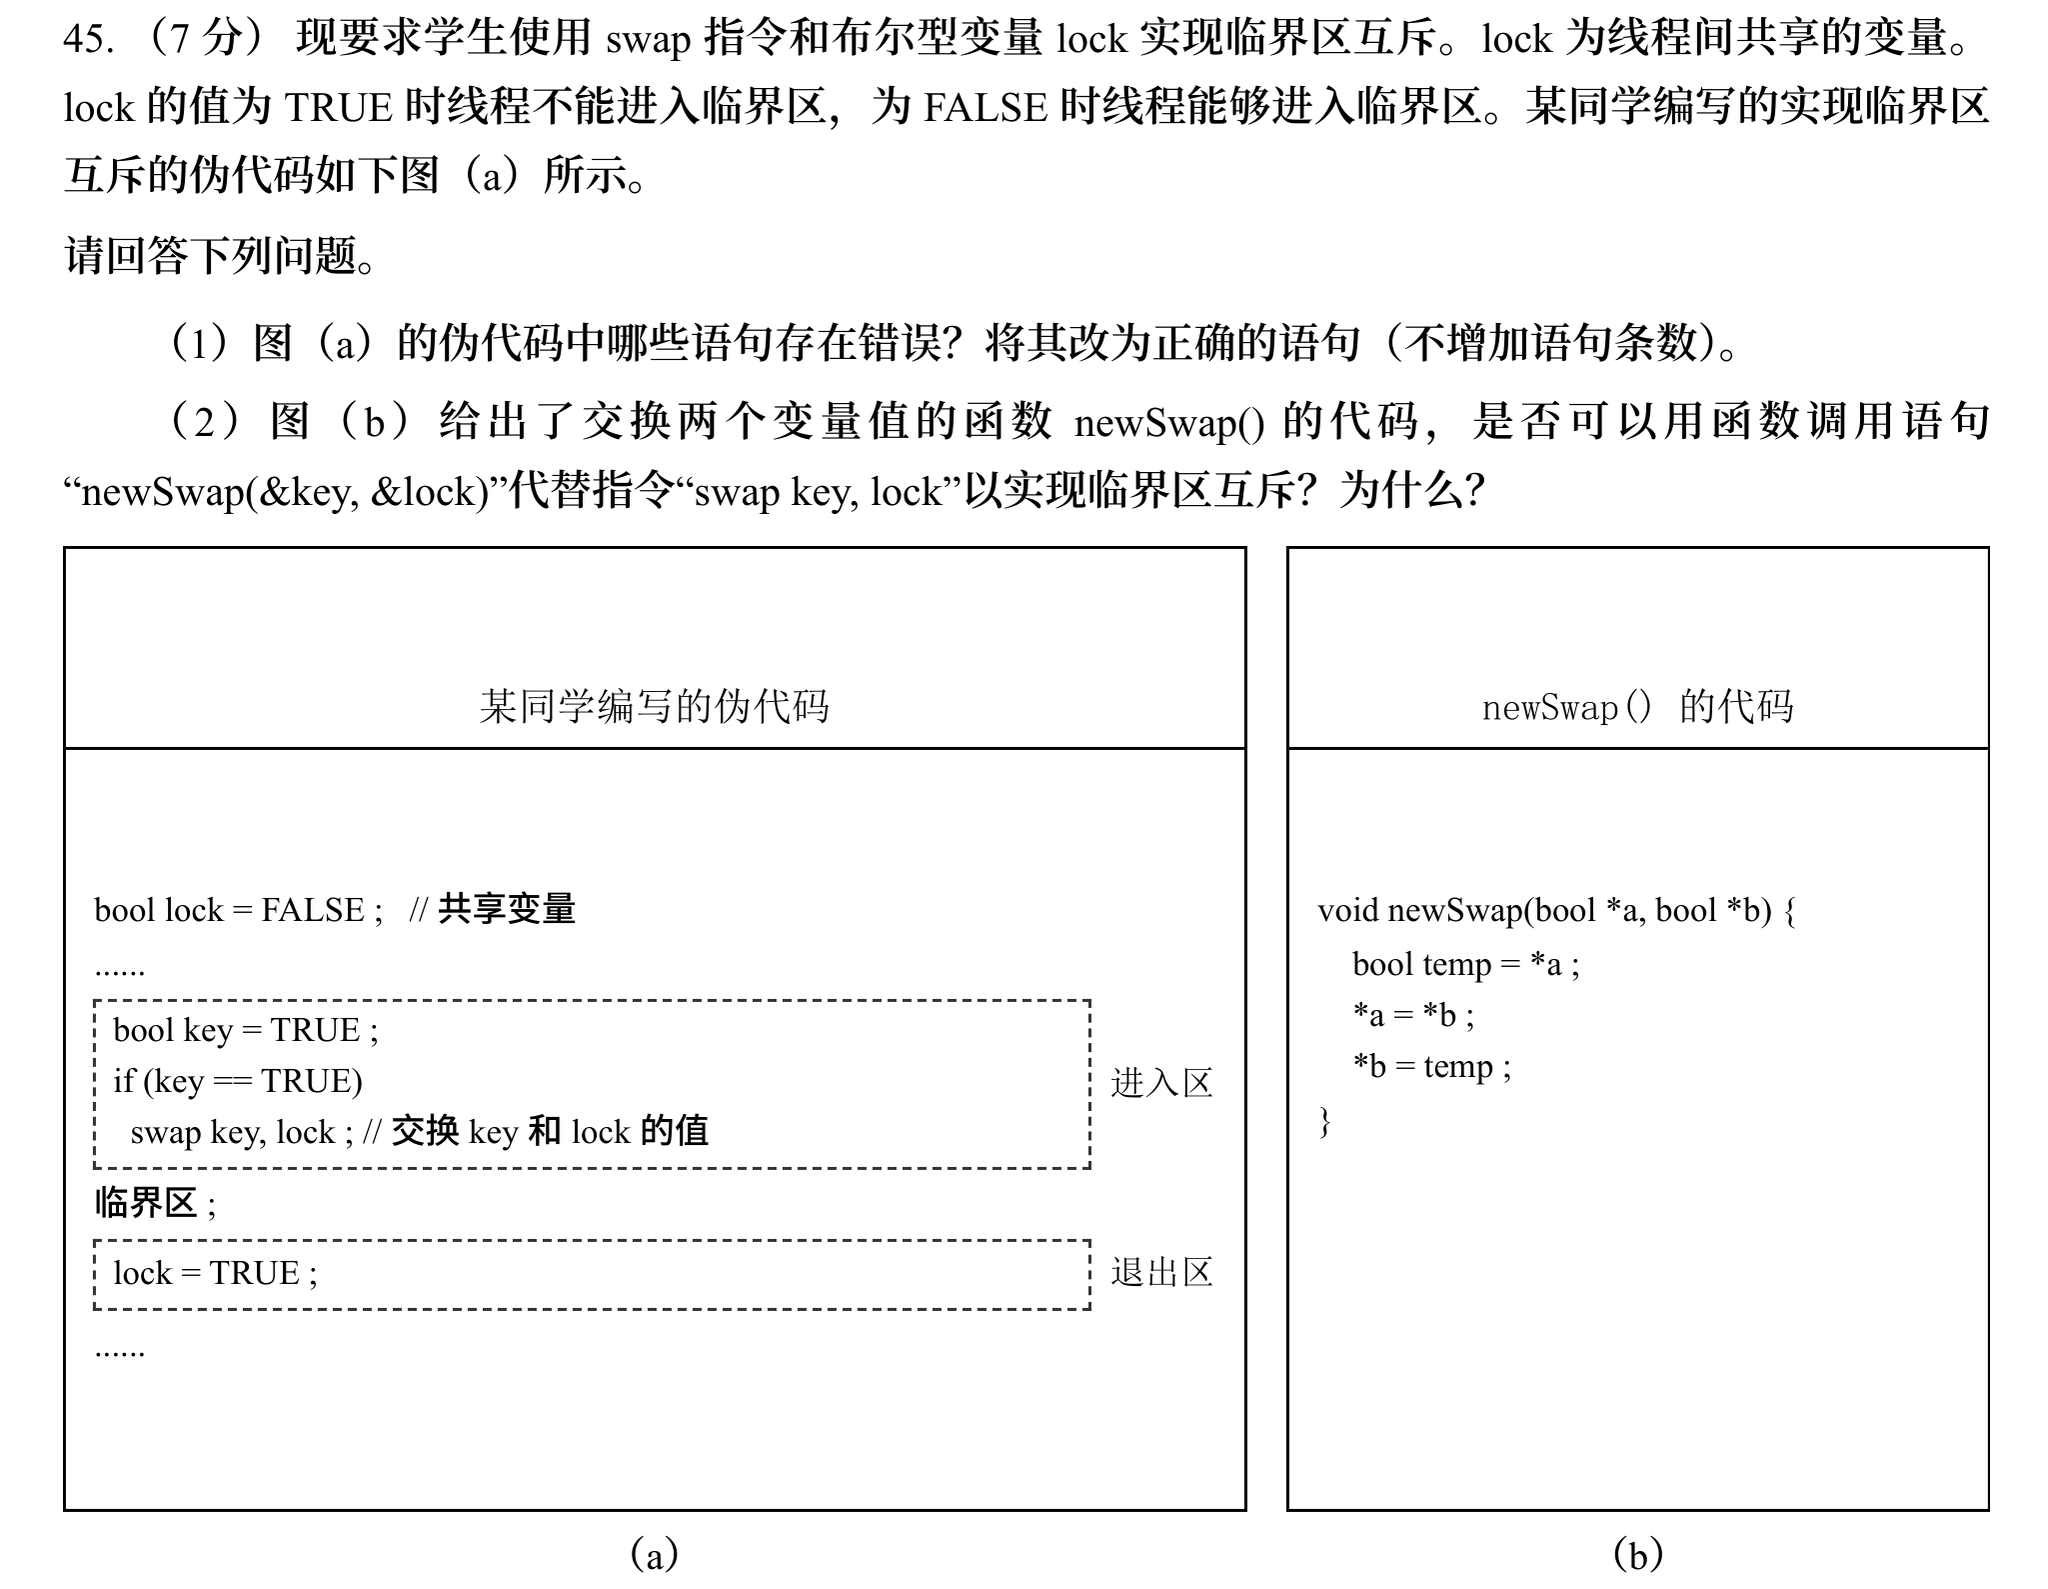 45. （7 分） 现要求学生使用 swap 指令和布尔型变量 lock 实现临界区互斥。lock 为线程间共享的变量。
lock 的值为 TRUE 时线程不能进入临界区，为 FALSE 时线程能够进入临界区。某同学编写的实现临界区
互斥的伪代码如下图（a）所示。
请回答下列问题。
（1）图（a）的伪代码中哪些语句存在错误？将其改为正确的语句（不增加语句条数）。
（2）图（b）给出了交换两个变量值的函数 newSwap() 的代码，是否可以用函数调用语句
“newSwap(&key, &lock)”代替指令“swap key, lock”以实现临界区互斥？为什么？
某同学编写的伪代码
bool lock = FALSE ; // 共享变量
......
bool key = TRUE ;
if (key == TRUE)
swap key, lock ; // 交换 key 和 lock 的值
进入区
临界区 ;
lock = TRUE ;
退出区
......
（a）
newSwap() 的代码
void newSwap(bool *a, bool *b) {
bool temp = *a ;
*a = *b ;
*b = temp ;
}
（b）